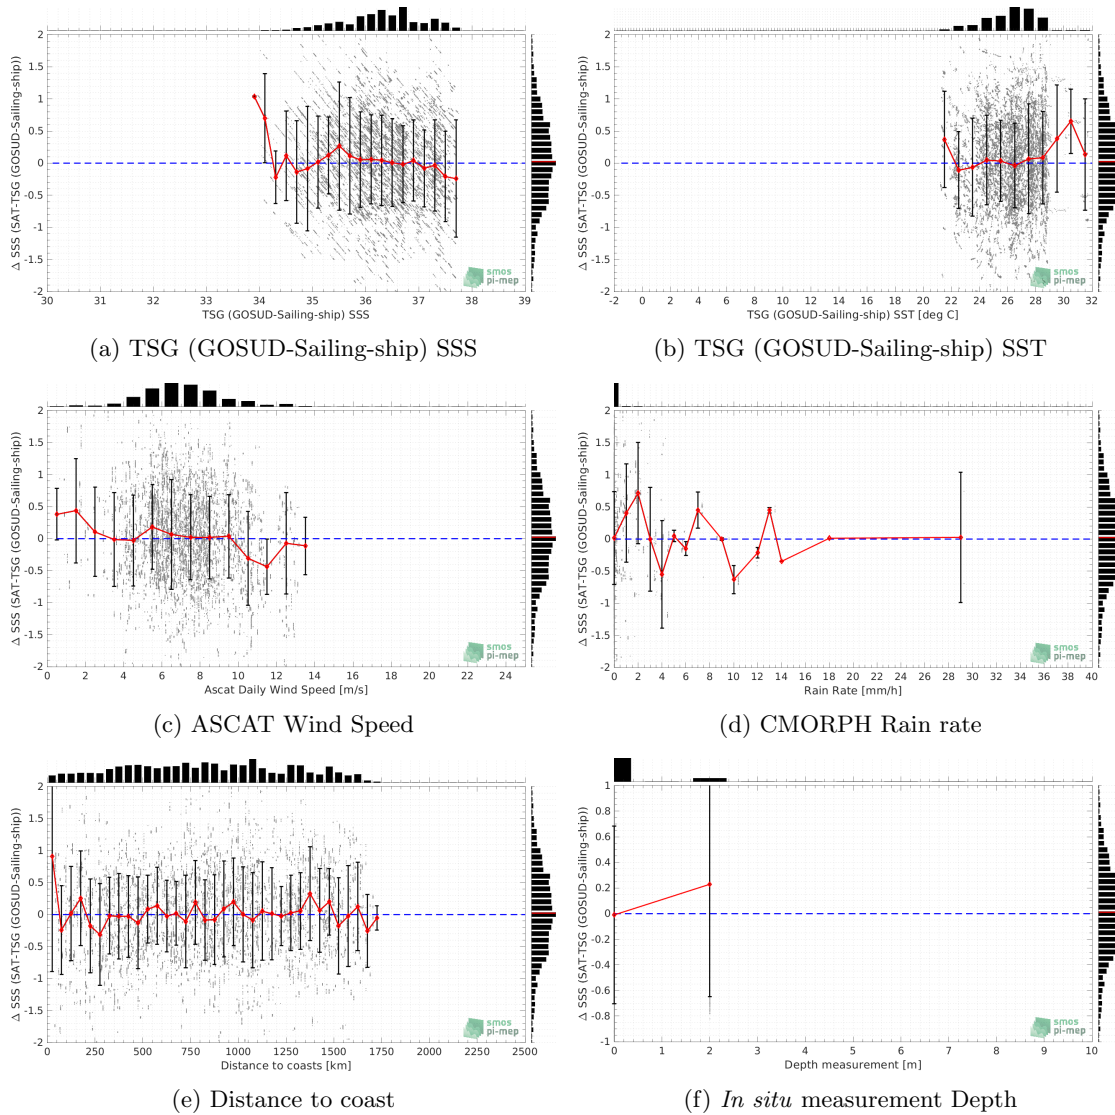 Δ SSS (SAT-TSG (GOSUD-Sailing-ship))
2
1.5
1
0.5
0
-0.5
-1
-1.5
-2
30 31 32 33 34 35 36 37 38 39
TSG (GOSUD-Sailing-ship) SSS
smos
pi-mep
(a) TSG (GOSUD-Sailing-ship) SSS
Δ SSS (SAT-TSG (GOSUD-Sailing-ship))
2
1.5
1
0.5
0
-0.5
-1
-1.5
-2
-2 0 2 4 6 8 10 12 14 16 18 20 22 24 26 28 30 32
TSG (GOSUD-Sailing-ship) SST [deg C]
smos
pi-mep
(b) TSG (GOSUD-Sailing-ship) SST
Δ SSS (SAT-TSG (GOSUD-Sailing-ship))
2
1.5
1
0.5
0
-0.5
-1
-1.5
-2
0 2 4 6 8 10 12 14 16 18 20 22 24
Ascat Daily Wind Speed [m/s]
smos
pi-mep
(c) ASCAT Wind Speed
Δ SSS (SAT-TSG (GOSUD-Sailing-ship))
2
1.5
1
0.5
0
-0.5
-1
-1.5
-2
0 2 4 6 8 10 12 14 16 18 20 22 24 26 28 30 32 34 36 38 40
Rain Rate [mm/h]
smos
pi-mep
(d) CMORPH Rain rate
Δ SSS (SAT-TSG (GOSUD-Sailing-ship))
2
1.5
1
0.5
0
-0.5
-1
-1.5
-2
0 250 500 750 1000 1250 1500 1750 2000 2250 2500
Distance to coasts [km]
smos
pi-mep
(e) Distance to coast
Δ SSS (SAT-TSG (GOSUD-Sailing-ship))
1
0.8
0.6
0.4
0.2
0
-0.2
-0.4
-0.6
-0.8
-1
0 1 2 3 4 5 6 7 8 9 10
Depth measurement [m]
smos
pi-mep
(f) In situ measurement Depth